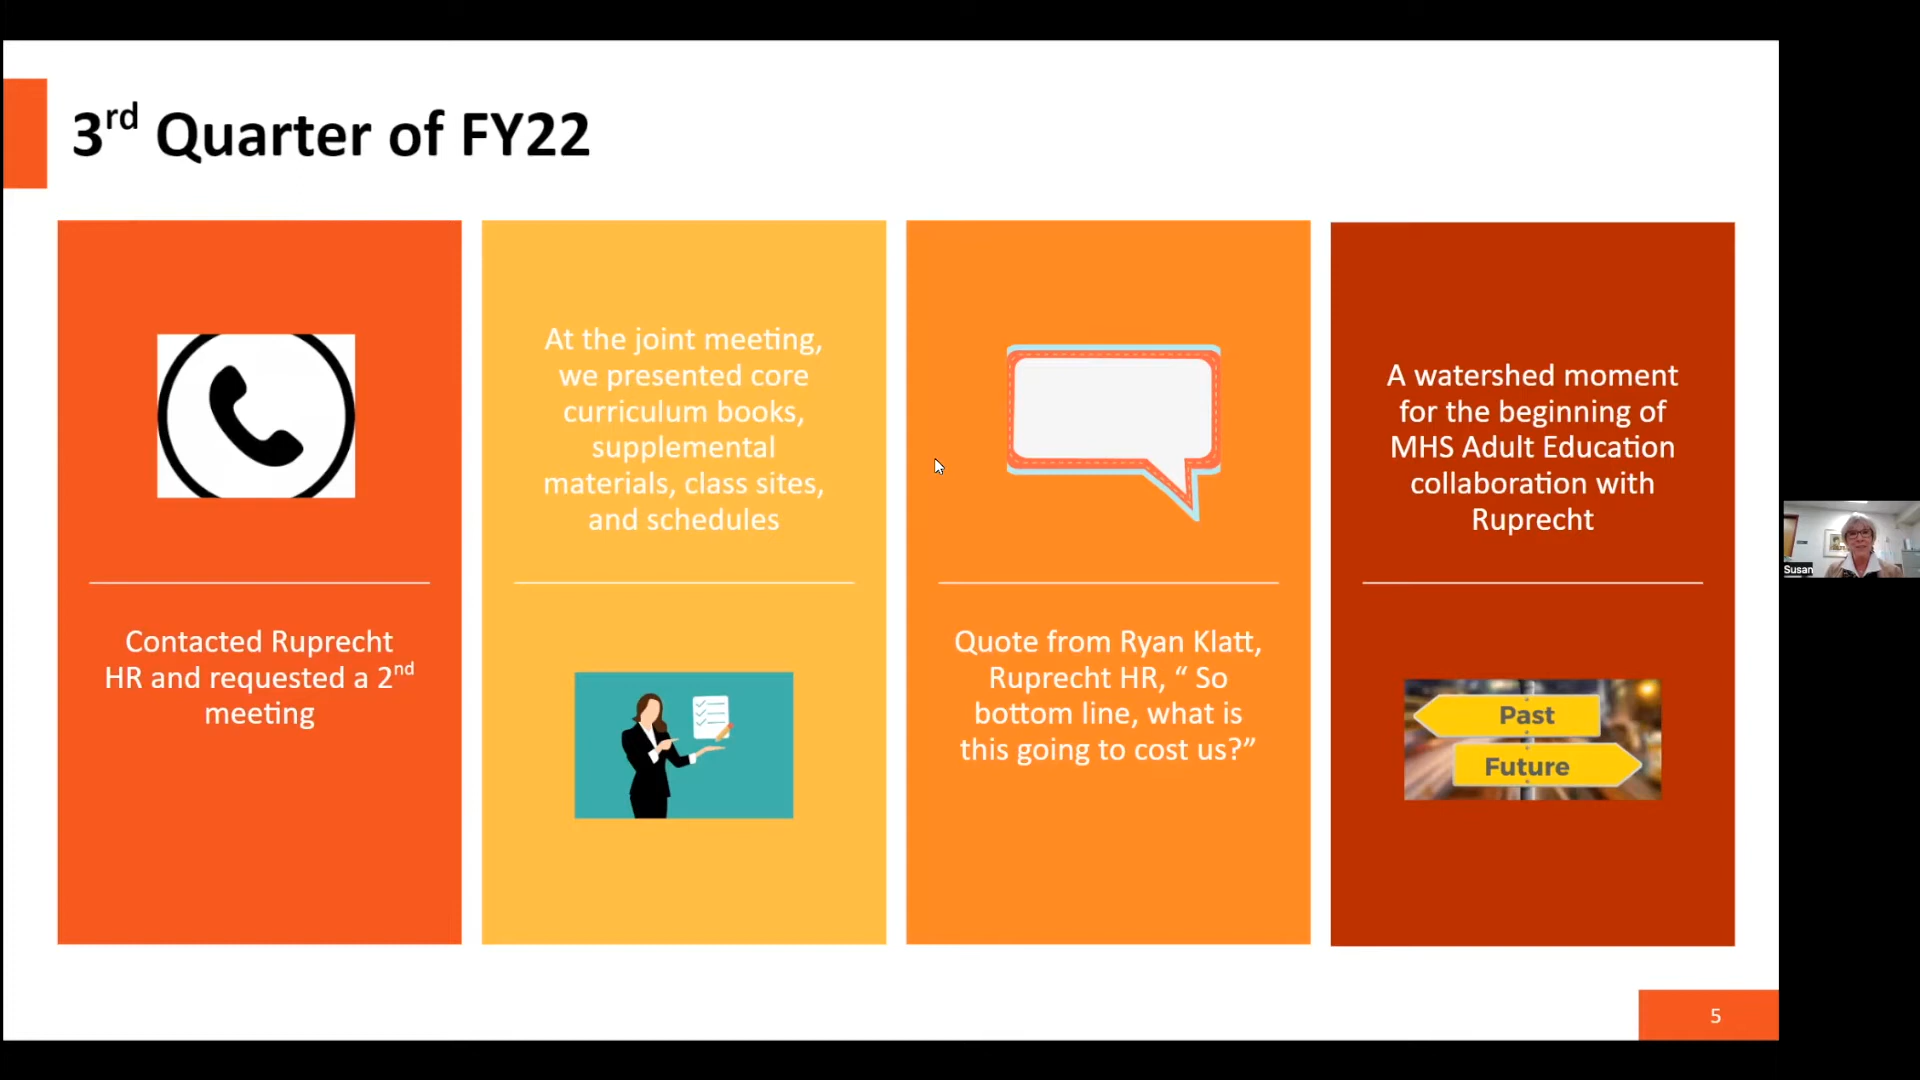 3rd Quarter of FY22
Contacted Ruprecht
HR and requested a 2nd
meeting
At the joint meeting,
we presented core
curriculum books,
supplemental
materials, class sites,
and schedules
Quote from Ryan Klatt,
Ruprecht HR, “ So
bottom line, what is
this going to cost us?”
A watershed moment
for the beginning of
MHS Adult Education
collaboration with
Ruprecht
Past
Future
Susan
5